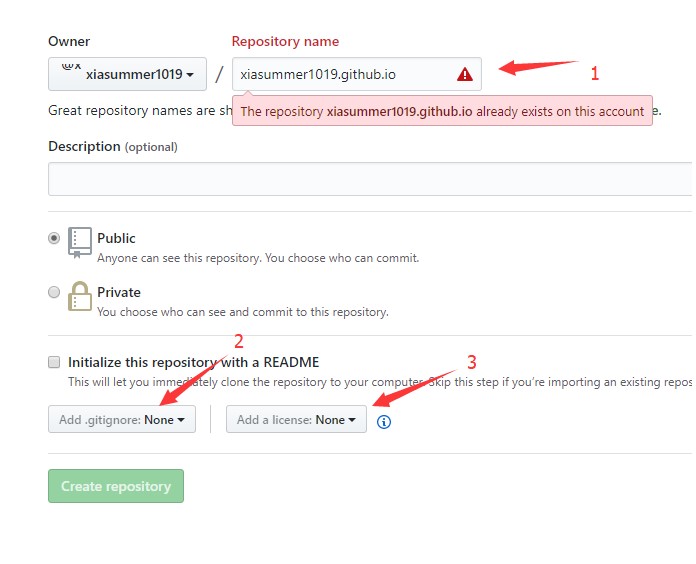 Owner
Repository name
xiasummer1019
/
xiasummer1019.github.io
1
Great repository names are sh
e.
The repository xiasummer1019.github.io already exists on this account
Description (optional)
Public
Anyone can see this repository. You choose who can commit.
Private
You choose who can see and commit to this repository.
2
Initialize this repository with a README
3
This will let you immediately clone the repository to your computer. Skip this step if you’re importing an existing repos
Add .gitignore: None
Add a license: None
Create repository